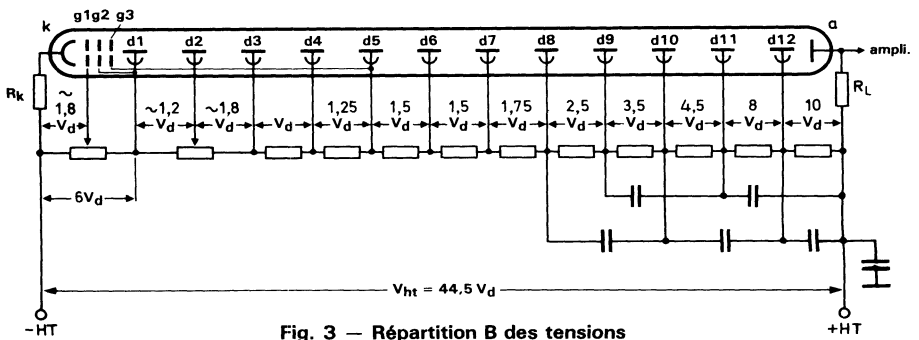 k a
g1g2 g3
d1 d2 d3 d4 d5 d6 d7 d8 d9 d10 d11 d12
ampli.
Rk RL
~ 1,8 Vd ~1,2 Vd ~1,8 Vd Vd 1,25 Vd 1,5 Vd 1,5 Vd 1,75 Vd 2,5 Vd 3,5 Vd 4,5 Vd 8 Vd 10 Vd
6Vd
Vht = 44,5 Vd
−HT +HT
Fig. 3 — Répartition B des tensions